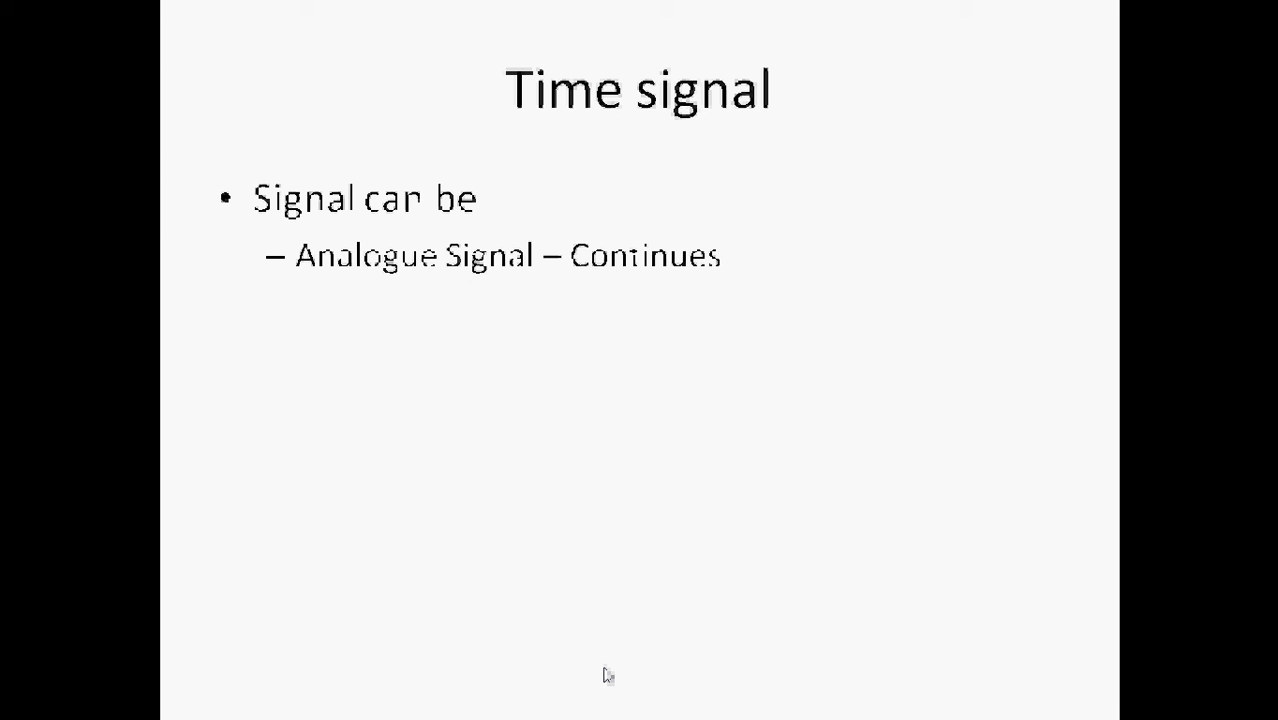 Time signal
• Signal can be
– Analogue Signal – Continues